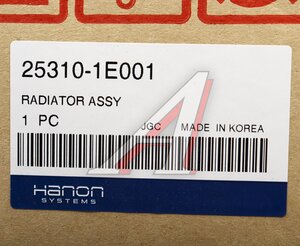 25310-1E001
RADIATOR ASSY
1 PC JGC MADE IN KOREA
Hanon
SYSTEMS